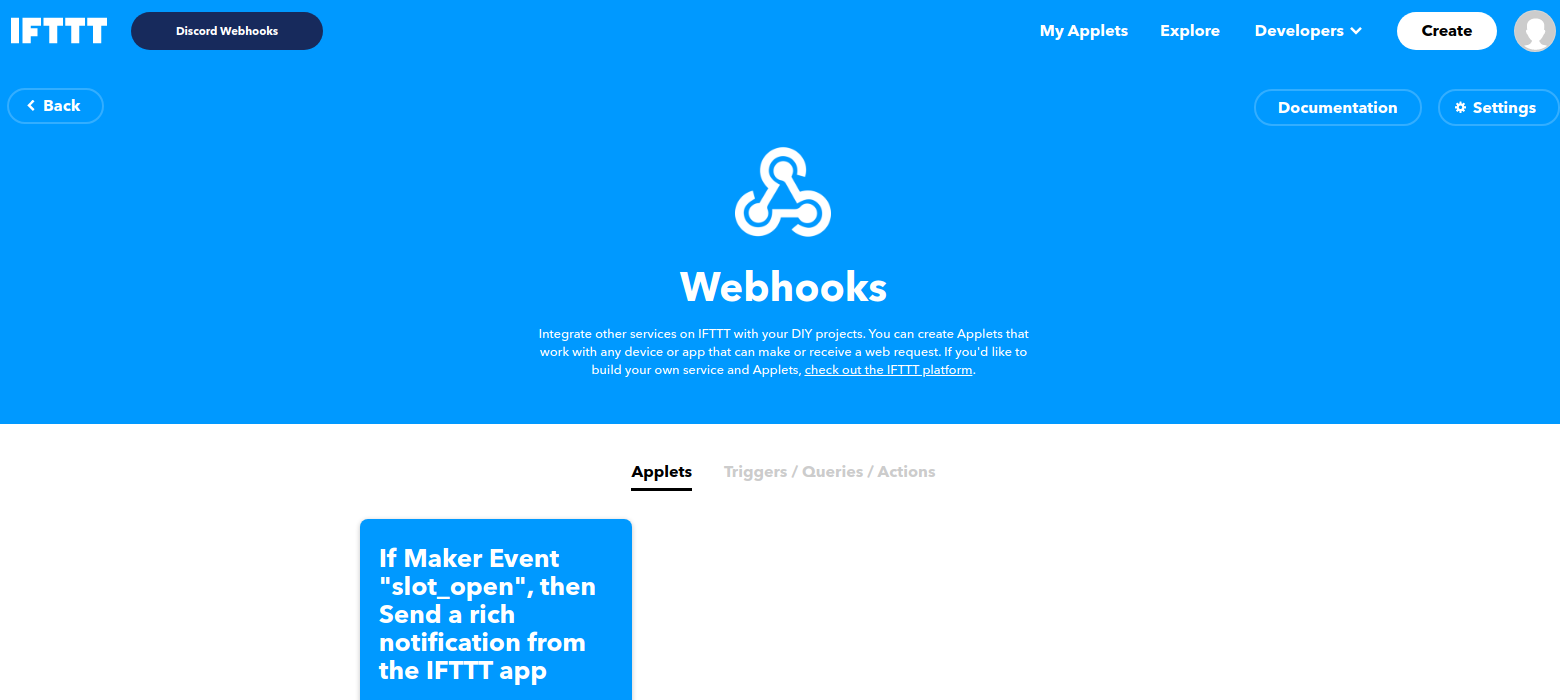 IFTTT
Discord Webhooks
My Applets
Explore
Developers
Create
Back
Documentation
Settings
Webhooks
Integrate other services on IFTTT with your DIY projects. You can create Applets that
work with any device or app that can make or receive a web request. If you'd like to
build your own service and Applets, check out the IFTTT platform.
Applets
Triggers / Queries / Actions
If Maker Event
"slot_open", then
Send a rich
notification from
the IFTTT app